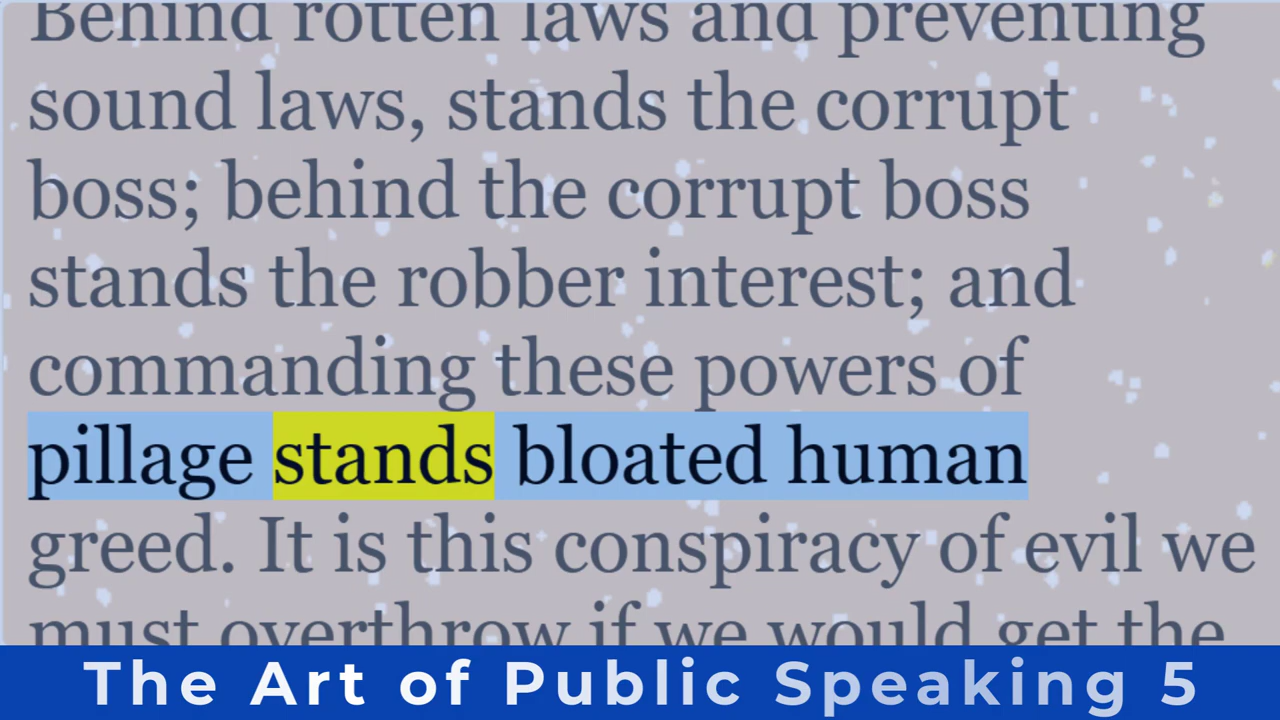 Behind rotten laws and preventing
sound laws, stands the corrupt
boss; behind the corrupt boss
stands the robber interest; and
commanding these powers of
pillage stands bloated human
greed. It is this conspiracy of evil we
must overthrow if we would get the
The Art of Public Speaking 5